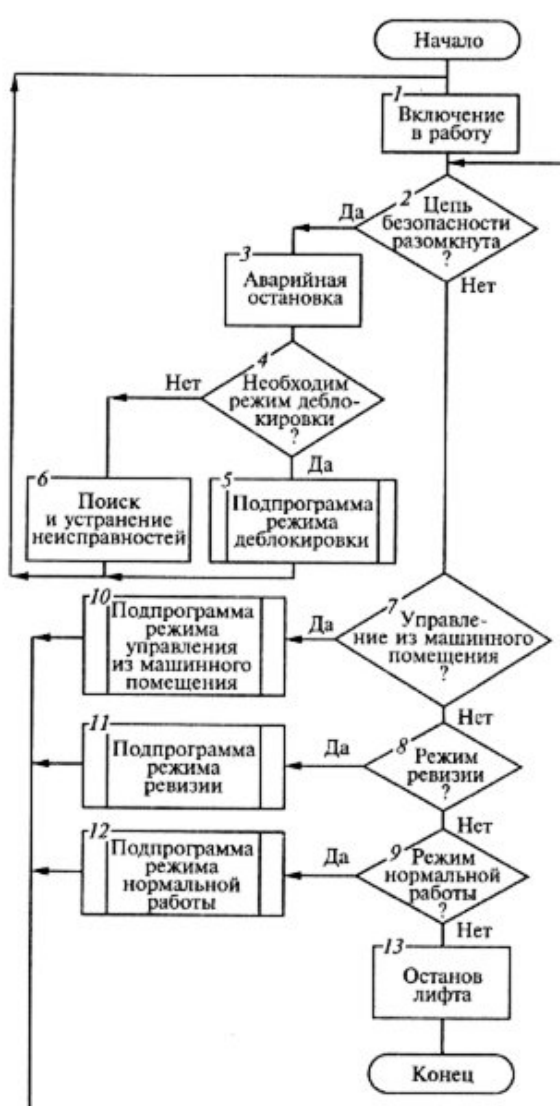 Начало
1
Включение
в работу
2
Цепь
безопасности
разомкнута
?
Да
Нет
3
Аварийная
остановка
4
Необходим
режим дебло-
кировки
?
Нет
Да
6
Поиск
и устранение
неисправностей
5
Подпрограмма
режима
деблокировки
7
Управле-
ние из машинного
помещения
?
Да
Нет
10
Подпрограмма
режима
управления
из машинного
помещения
8
Режим
ревизии
?
Да
Нет
11
Подпрограмма
режима
ревизии
9
Режим
нормальной
работы
?
Да
Нет
12
Подпрограмма
режима
нормальной
работы
13
Останов
лифта
Конец